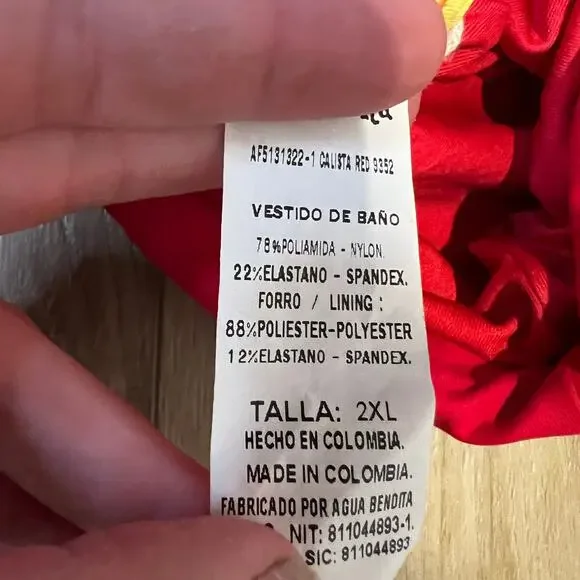 AF5131322-1 CALISTA RED 9352
VESTIDO DE BAÑO
78%POLIAMIDA - NYLON.
22%ELASTANO - SPANDEX.
FORRO / LINING :
88%POLIESTER-POLYESTER
12%ELASTANO - SPANDEX.
TALLA: 2XL
HECHO EN COLOMBIA.
MADE IN COLOMBIA.
FABRICADO POR AGUA BENDITA
NIT: 811044893-1.
SIC: 811044893